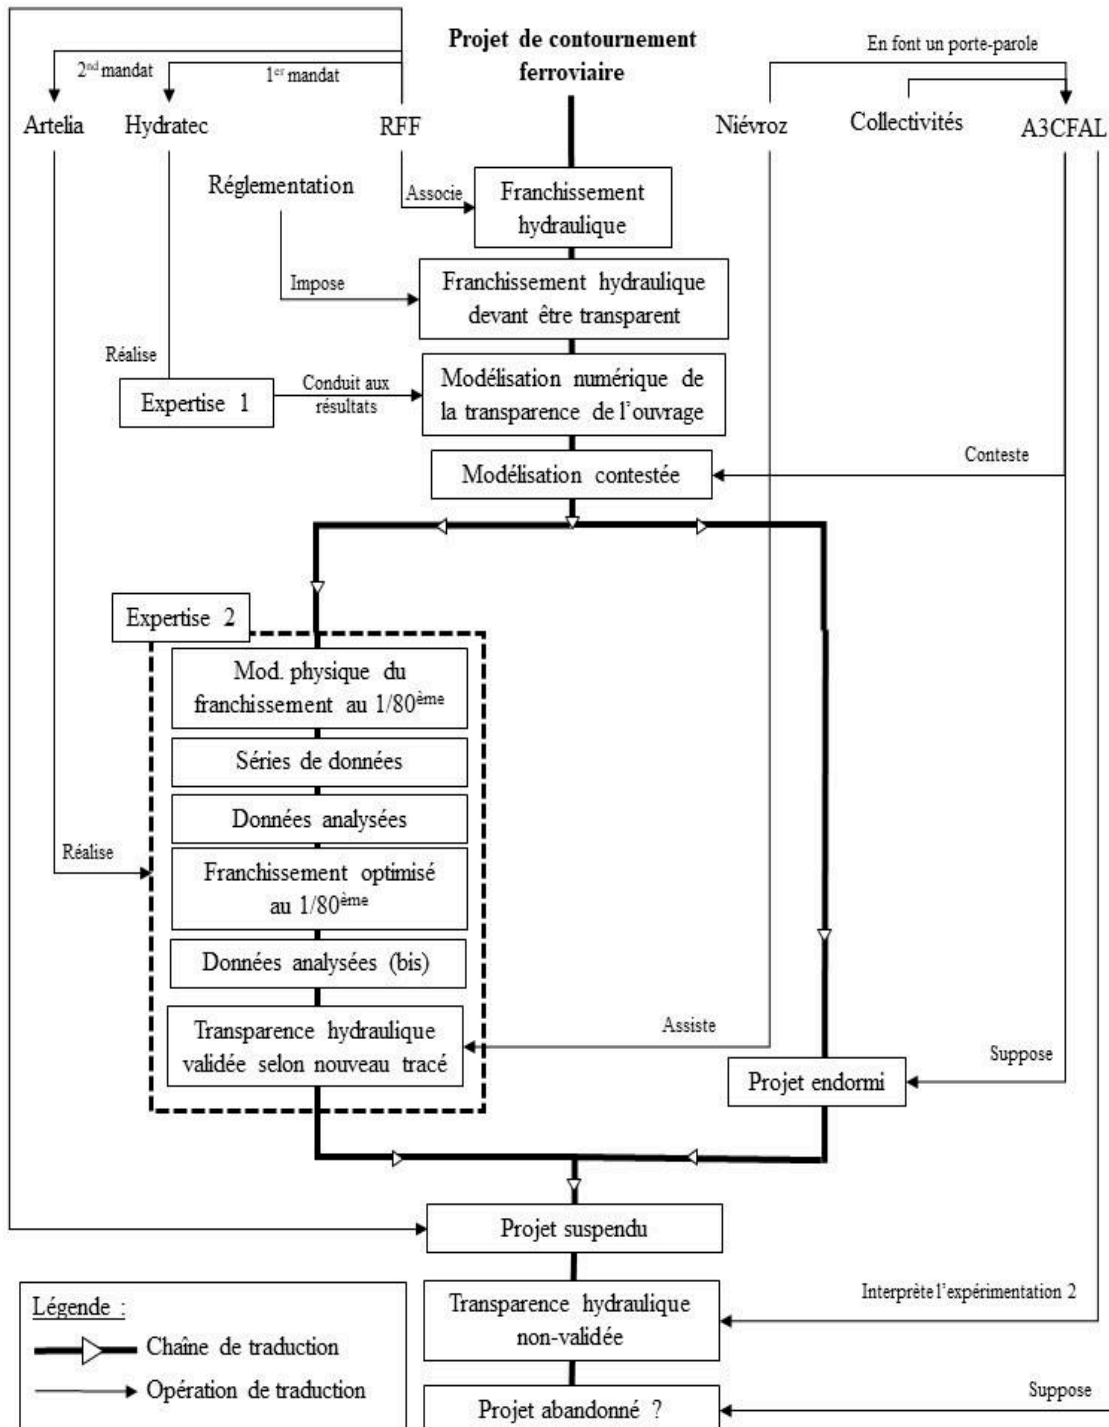 Projet de contournement
ferroviaire
En font un porte-parole
2nd mandat
1er mandat
Artelia
Hydratec
RFF
Niévroz
Collectivités
A3CFAL
Réglementation
Associe
Franchissement
hydraulique
Impose
Franchissement hydraulique
devant être transparent
Réalise
Expertise 1
Conduit aux
résultats
Modélisation numérique de
la transparence de l'ouvrage
Modélisation contestée
Conteste
Expertise 2
Mod. physique du
franchissement au 1/80ème
Séries de données
Données analysées
Réalise
Franchissement optimisé
au 1/80ème
Données analysées (bis)
Transparence hydraulique
validée selon nouveau tracé
Assiste
Projet endormi
Suppose
Projet suspendu
Interprète l'expérimentation 2
Transparence hydraulique
non-validée
Suppose
Projet abandonné ?
Légende :
Chaîne de traduction
Opération de traduction